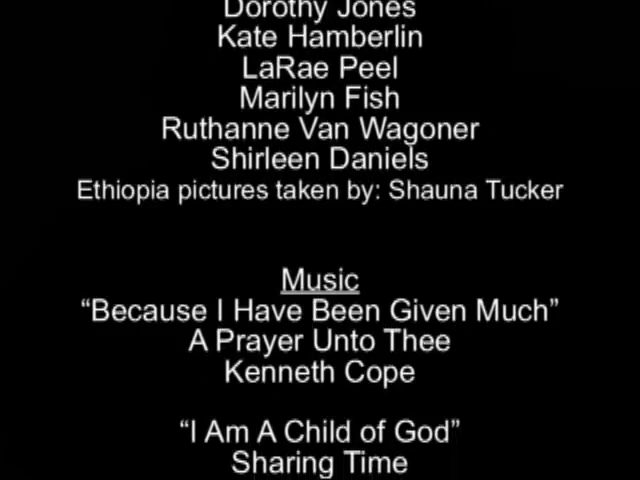 Dorothy Jones
Kate Hamberlin
LaRae Peel
Marilyn Fish
Ruthanne Van Wagoner
Shirleen Daniels
Ethiopia pictures taken by: Shauna Tucker
Music
“Because I Have Been Given Much”
A Prayer Unto Thee
Kenneth Cope
“I Am A Child of God”
Sharing Time